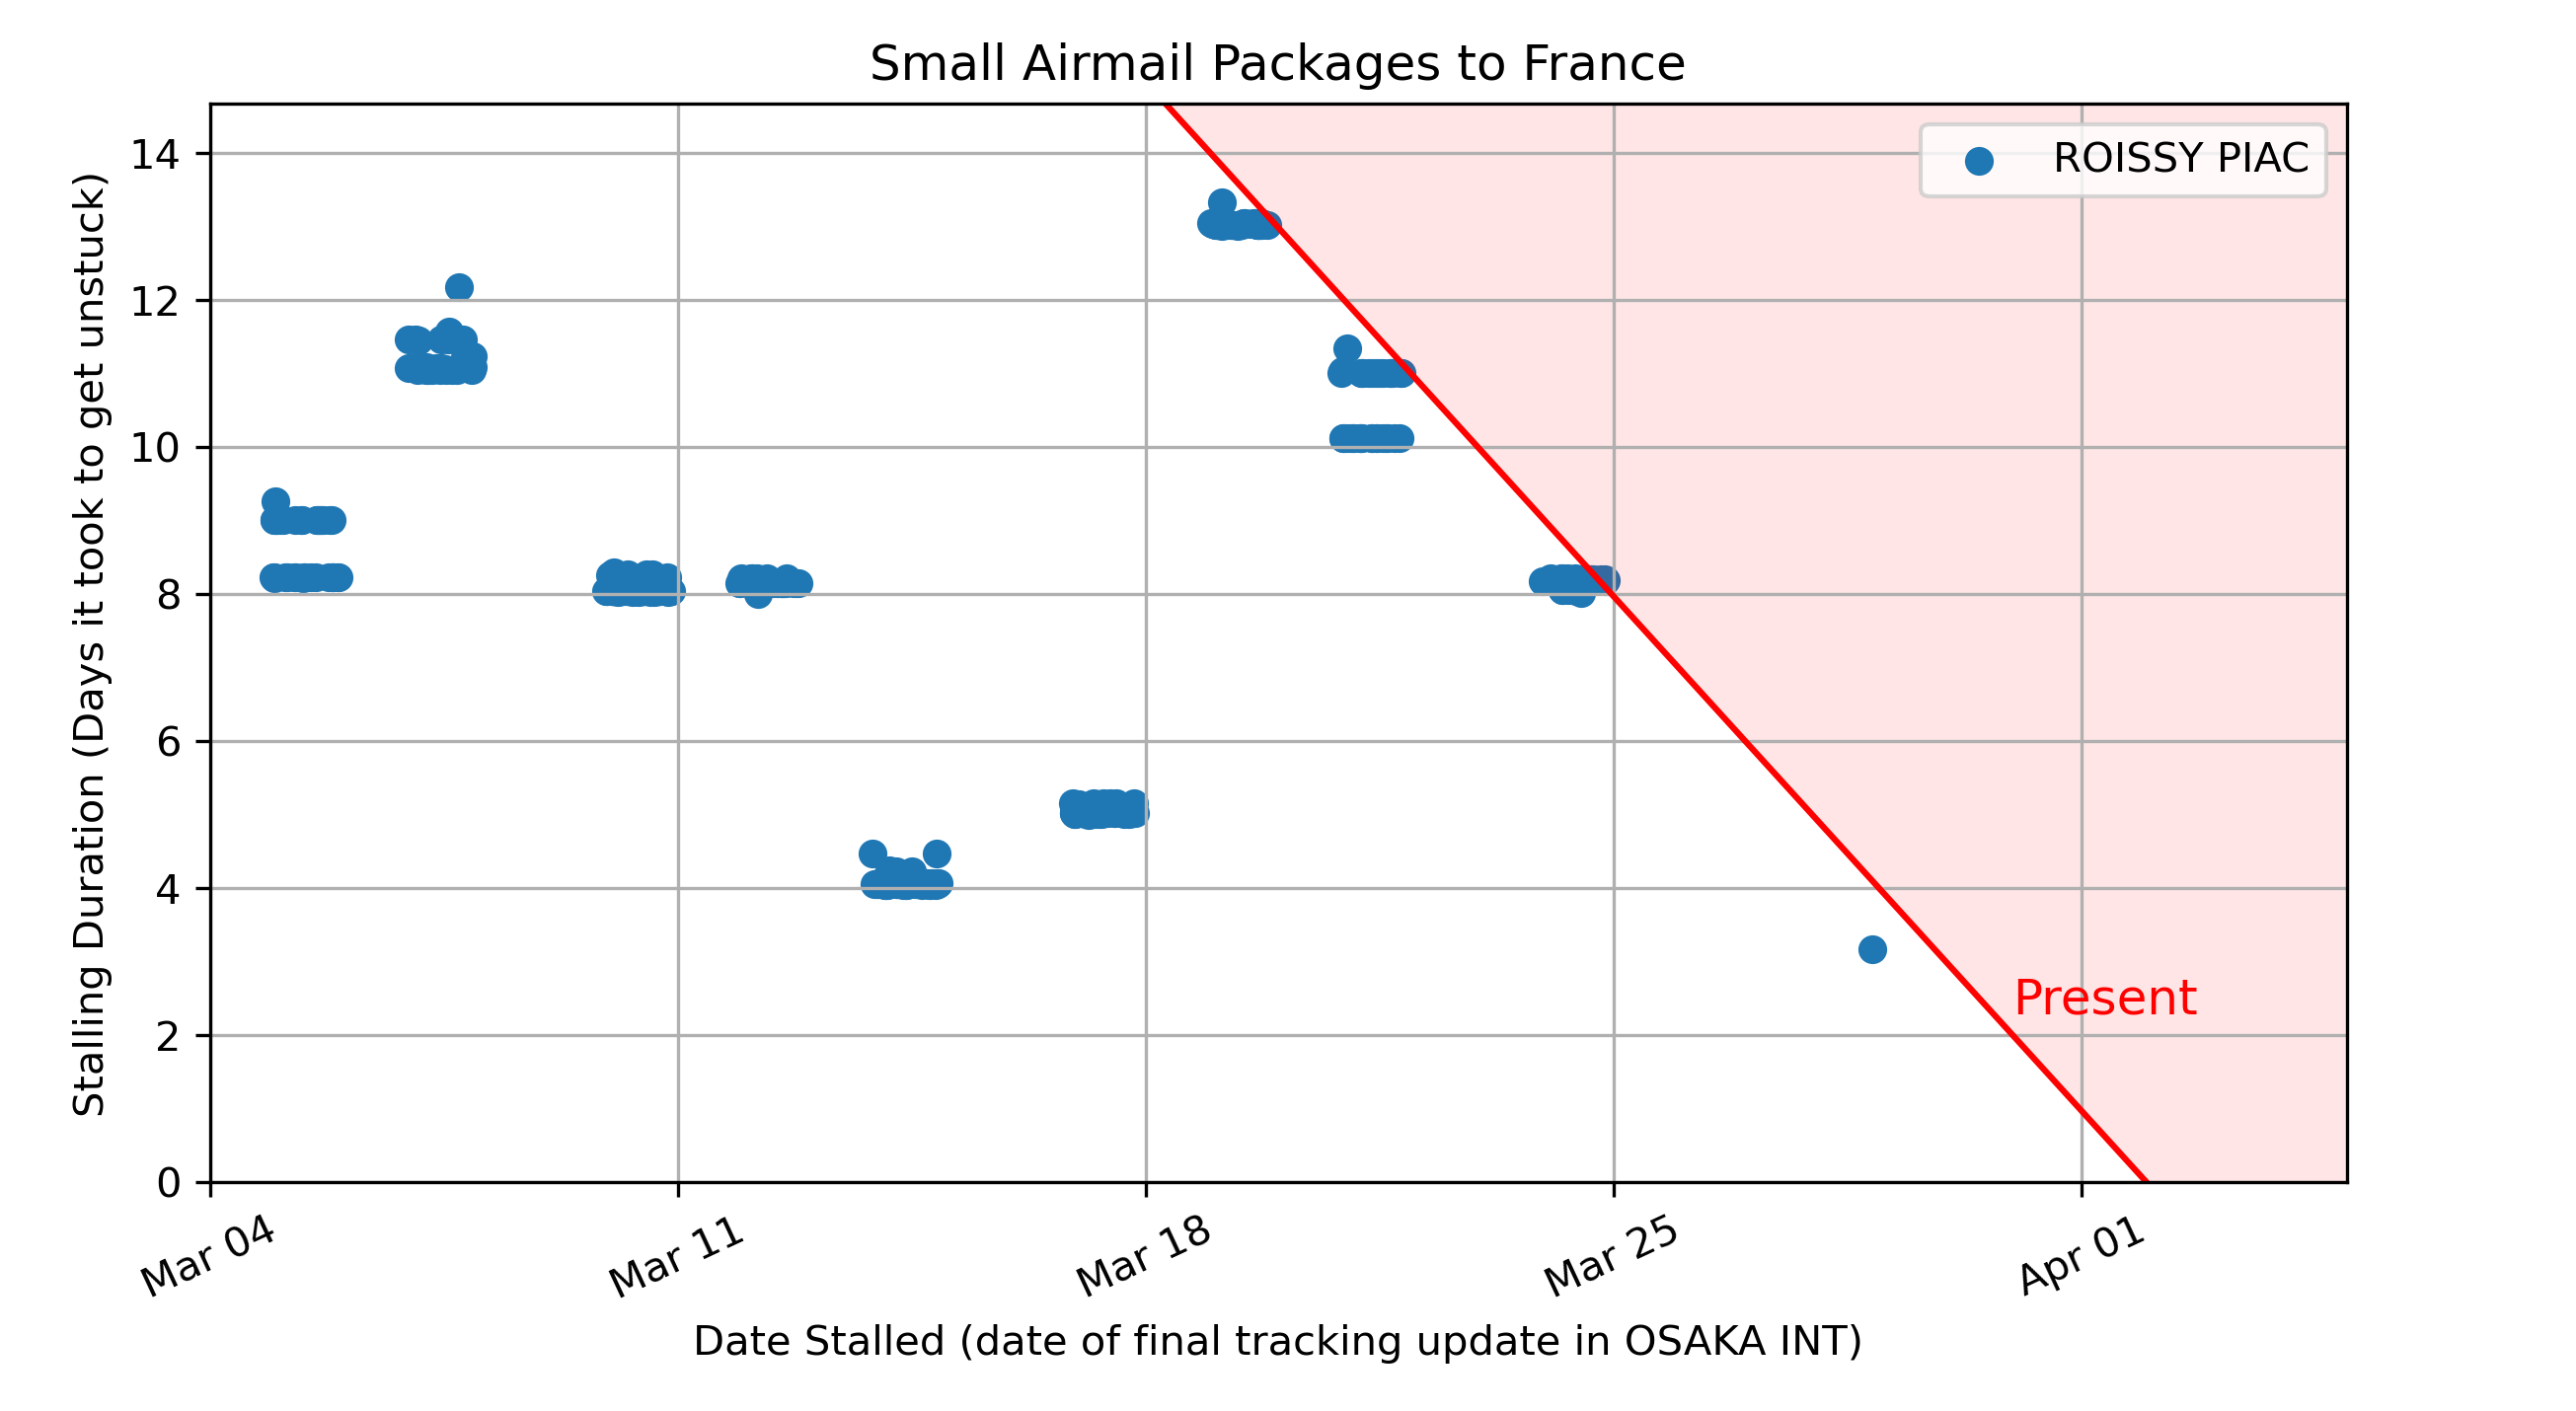 Small Airmail Packages to France
Stalling Duration (Days it took to get unstuck)
14
12
10
8
6
4
2
0
ROISSY PIAC
Present
Mar 04
Mar 11
Mar 18
Mar 25
Apr 01
Date Stalled (date of final tracking update in OSAKA INT)